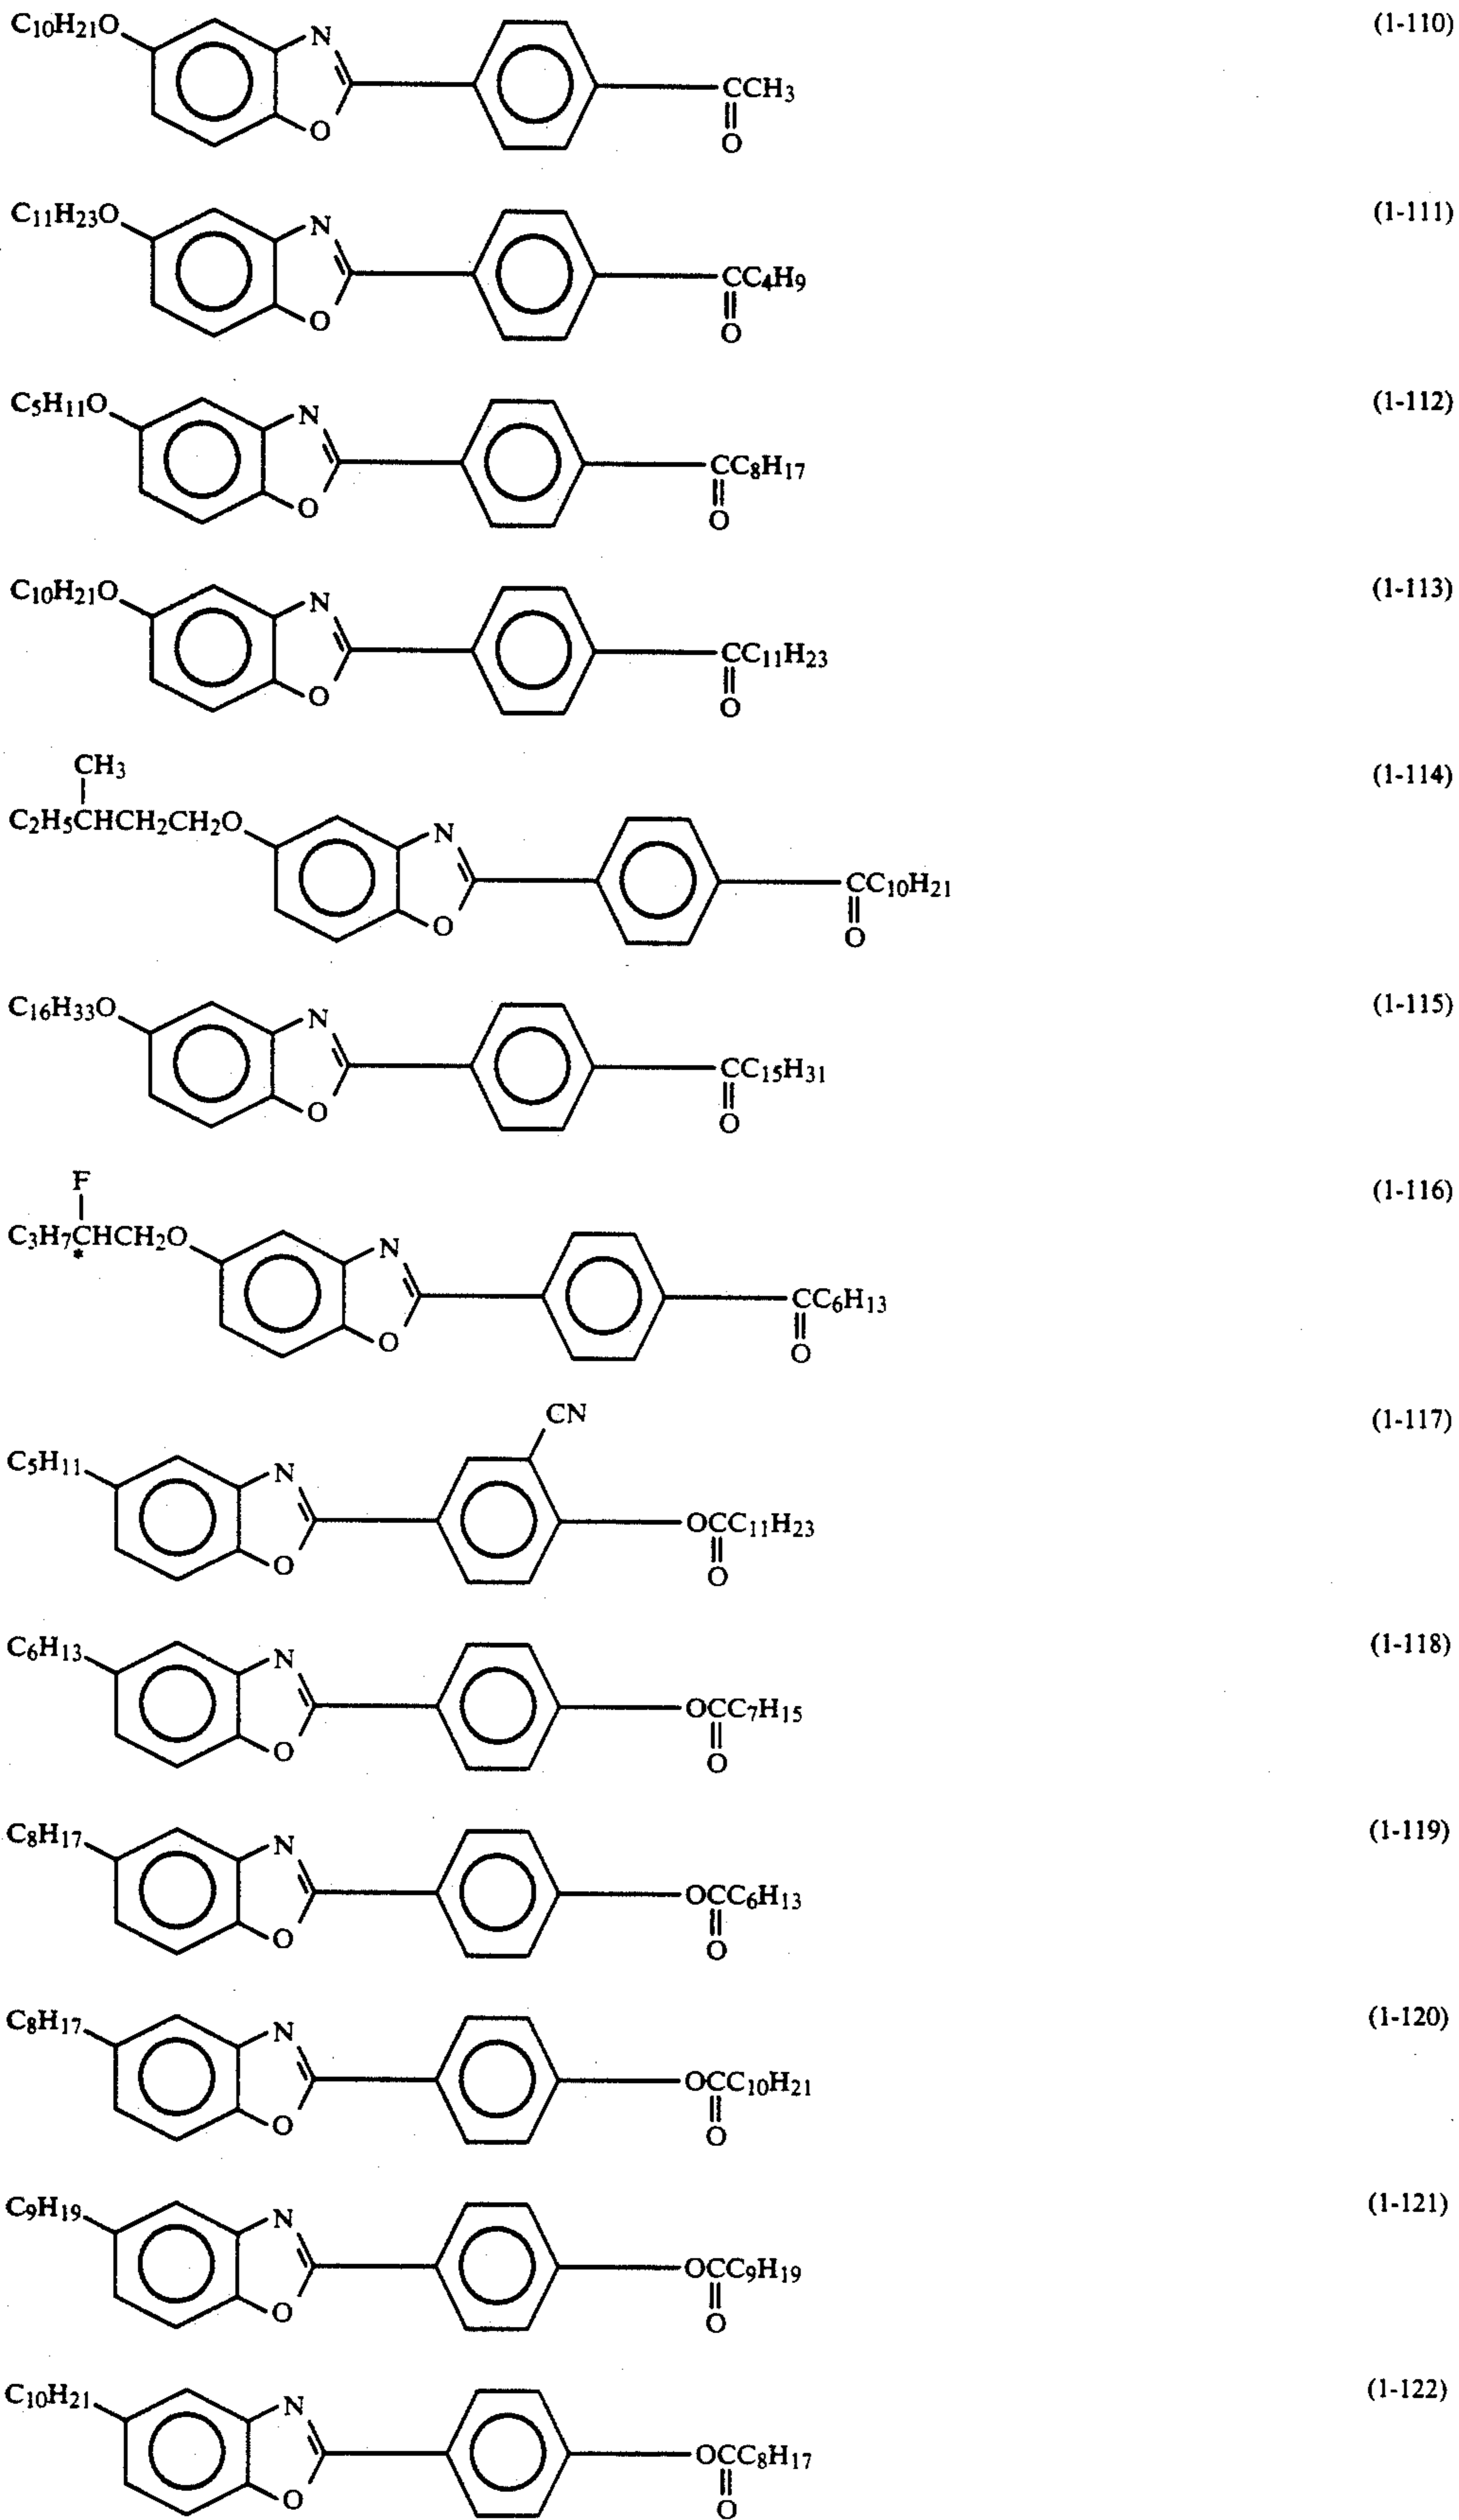 C10H21O N O CCH3 O (1-110)
C11H23O N O CC4H9 O (1-111)
C5H11O N O CC8H17 O (1-112)
C10H21O N O CC11H23 O (1-113)
CH3
C2H5CHCH2CH2O N O CC10H21 O (1-114)
C16H33O N O CC15H31 O (1-115)
F
C3H7CHCH2O * N O CC6H13 O (1-116)
CN
C5H11 N O OCC11H23 O (1-117)
C6H13 N O OCC7H15 O (1-118)
C8H17 N O OCC6H13 O (1-119)
C8H17 N O OCC10H21 O (1-120)
C9H19 N O OCC9H19 O (1-121)
C10H21 N O OCC8H17 O (1-122)